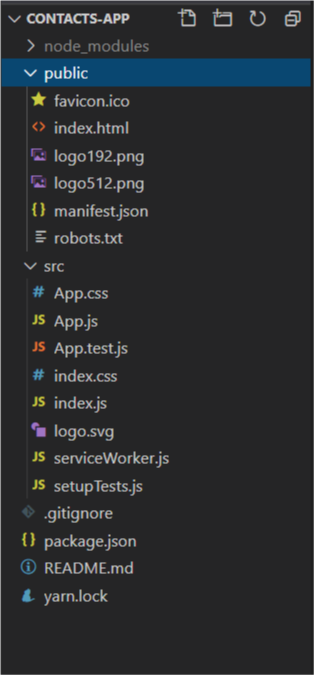 CONTACTS-APP
node_modules
public
favicon.ico
index.html
logo192.png
logo512.png
manifest.json
robots.txt
src
App.css
App.js
App.test.js
index.css
index.js
logo.svg
serviceWorker.js
setupTests.js
.gitignore
package.json
README.md
yarn.lock